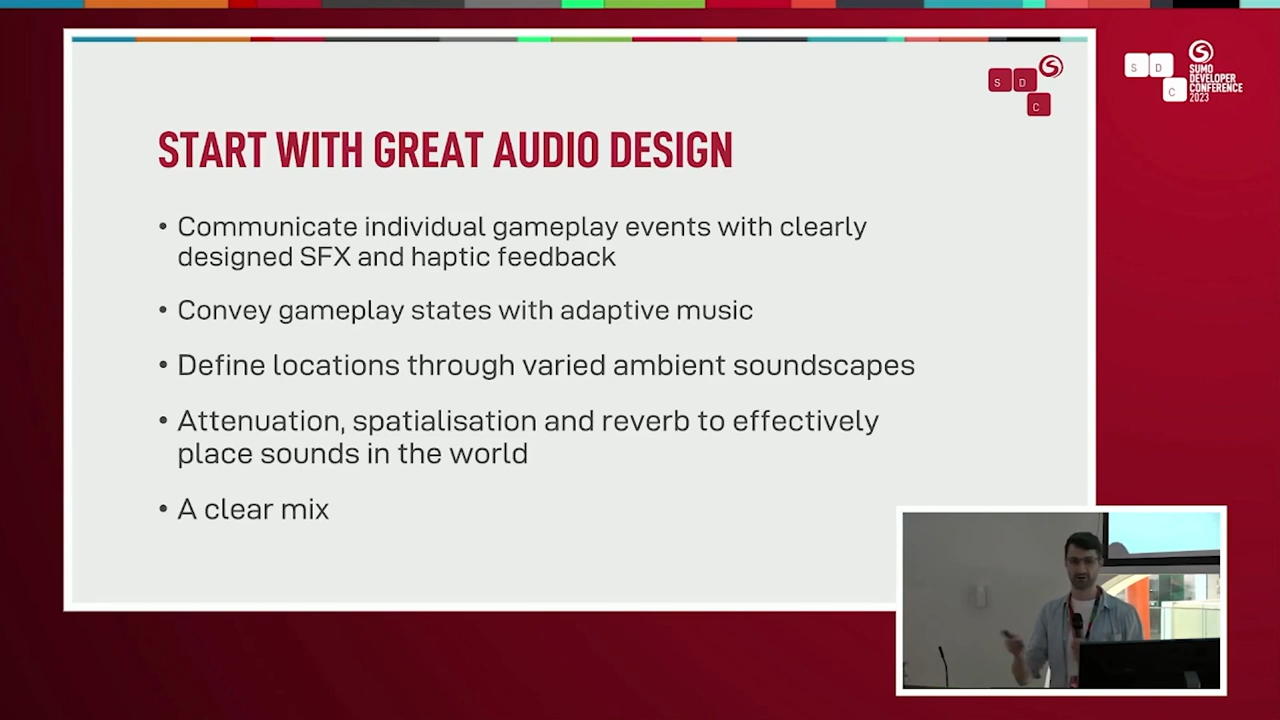 S D
C
S D
C
SUMO
DEVELOPER
CONFERENCE
2023
START WITH GREAT AUDIO DESIGN
• Communicate individual gameplay events with clearly
designed SFX and haptic feedback
• Convey gameplay states with adaptive music
• Define locations through varied ambient soundscapes
• Attenuation, spatialisation and reverb to effectively
place sounds in the world
• A clear mix